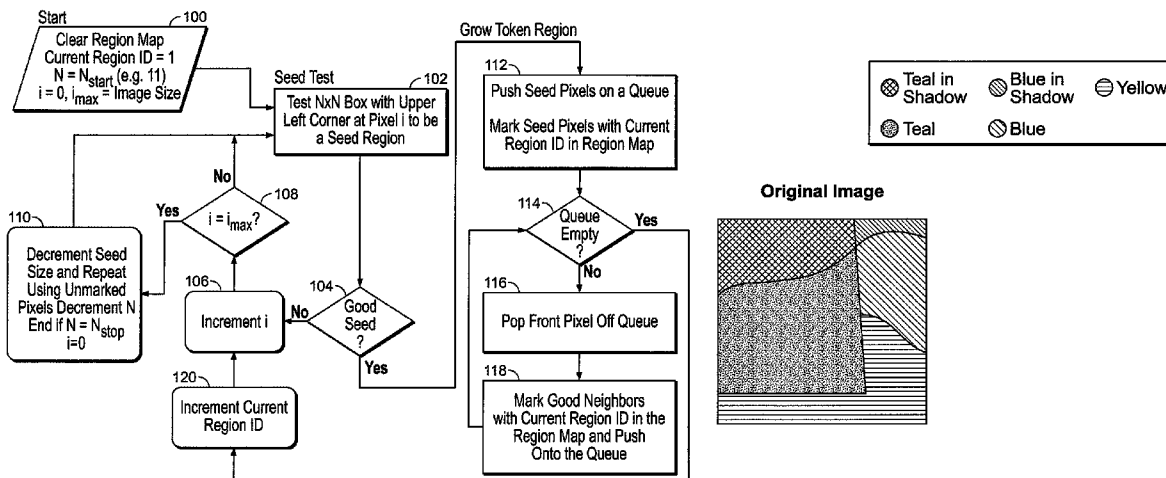 Start
100
Clear Region Map
Current Region ID = 1
N = Nstart (e.g. 11)
i = 0, imax = Image Size
Seed Test
102
Test NxN Box with Upper
Left Corner at Pixel i to be
a Seed Region
No
108
Yes
i = imax?
110
Decrement Seed
Size and Repeat
Using Unmarked
Pixels Decrement N
End if N = Nstop
i=0
106
Increment i
No
104
Good
Seed
?
Yes
120
Increment Current
Region ID
Grow Token Region
112
Push Seed Pixels on a Queue
Mark Seed Pixels with Current
Region ID in Region Map
114
Queue
Empty
?
Yes
No
116
Pop Front Pixel Off Queue
118
Mark Good Neighbors
with Current Region ID in the
Region Map and Push
Onto the Queue
Teal in
Shadow
Blue in
Shadow
Yellow
Teal
Blue
Original Image